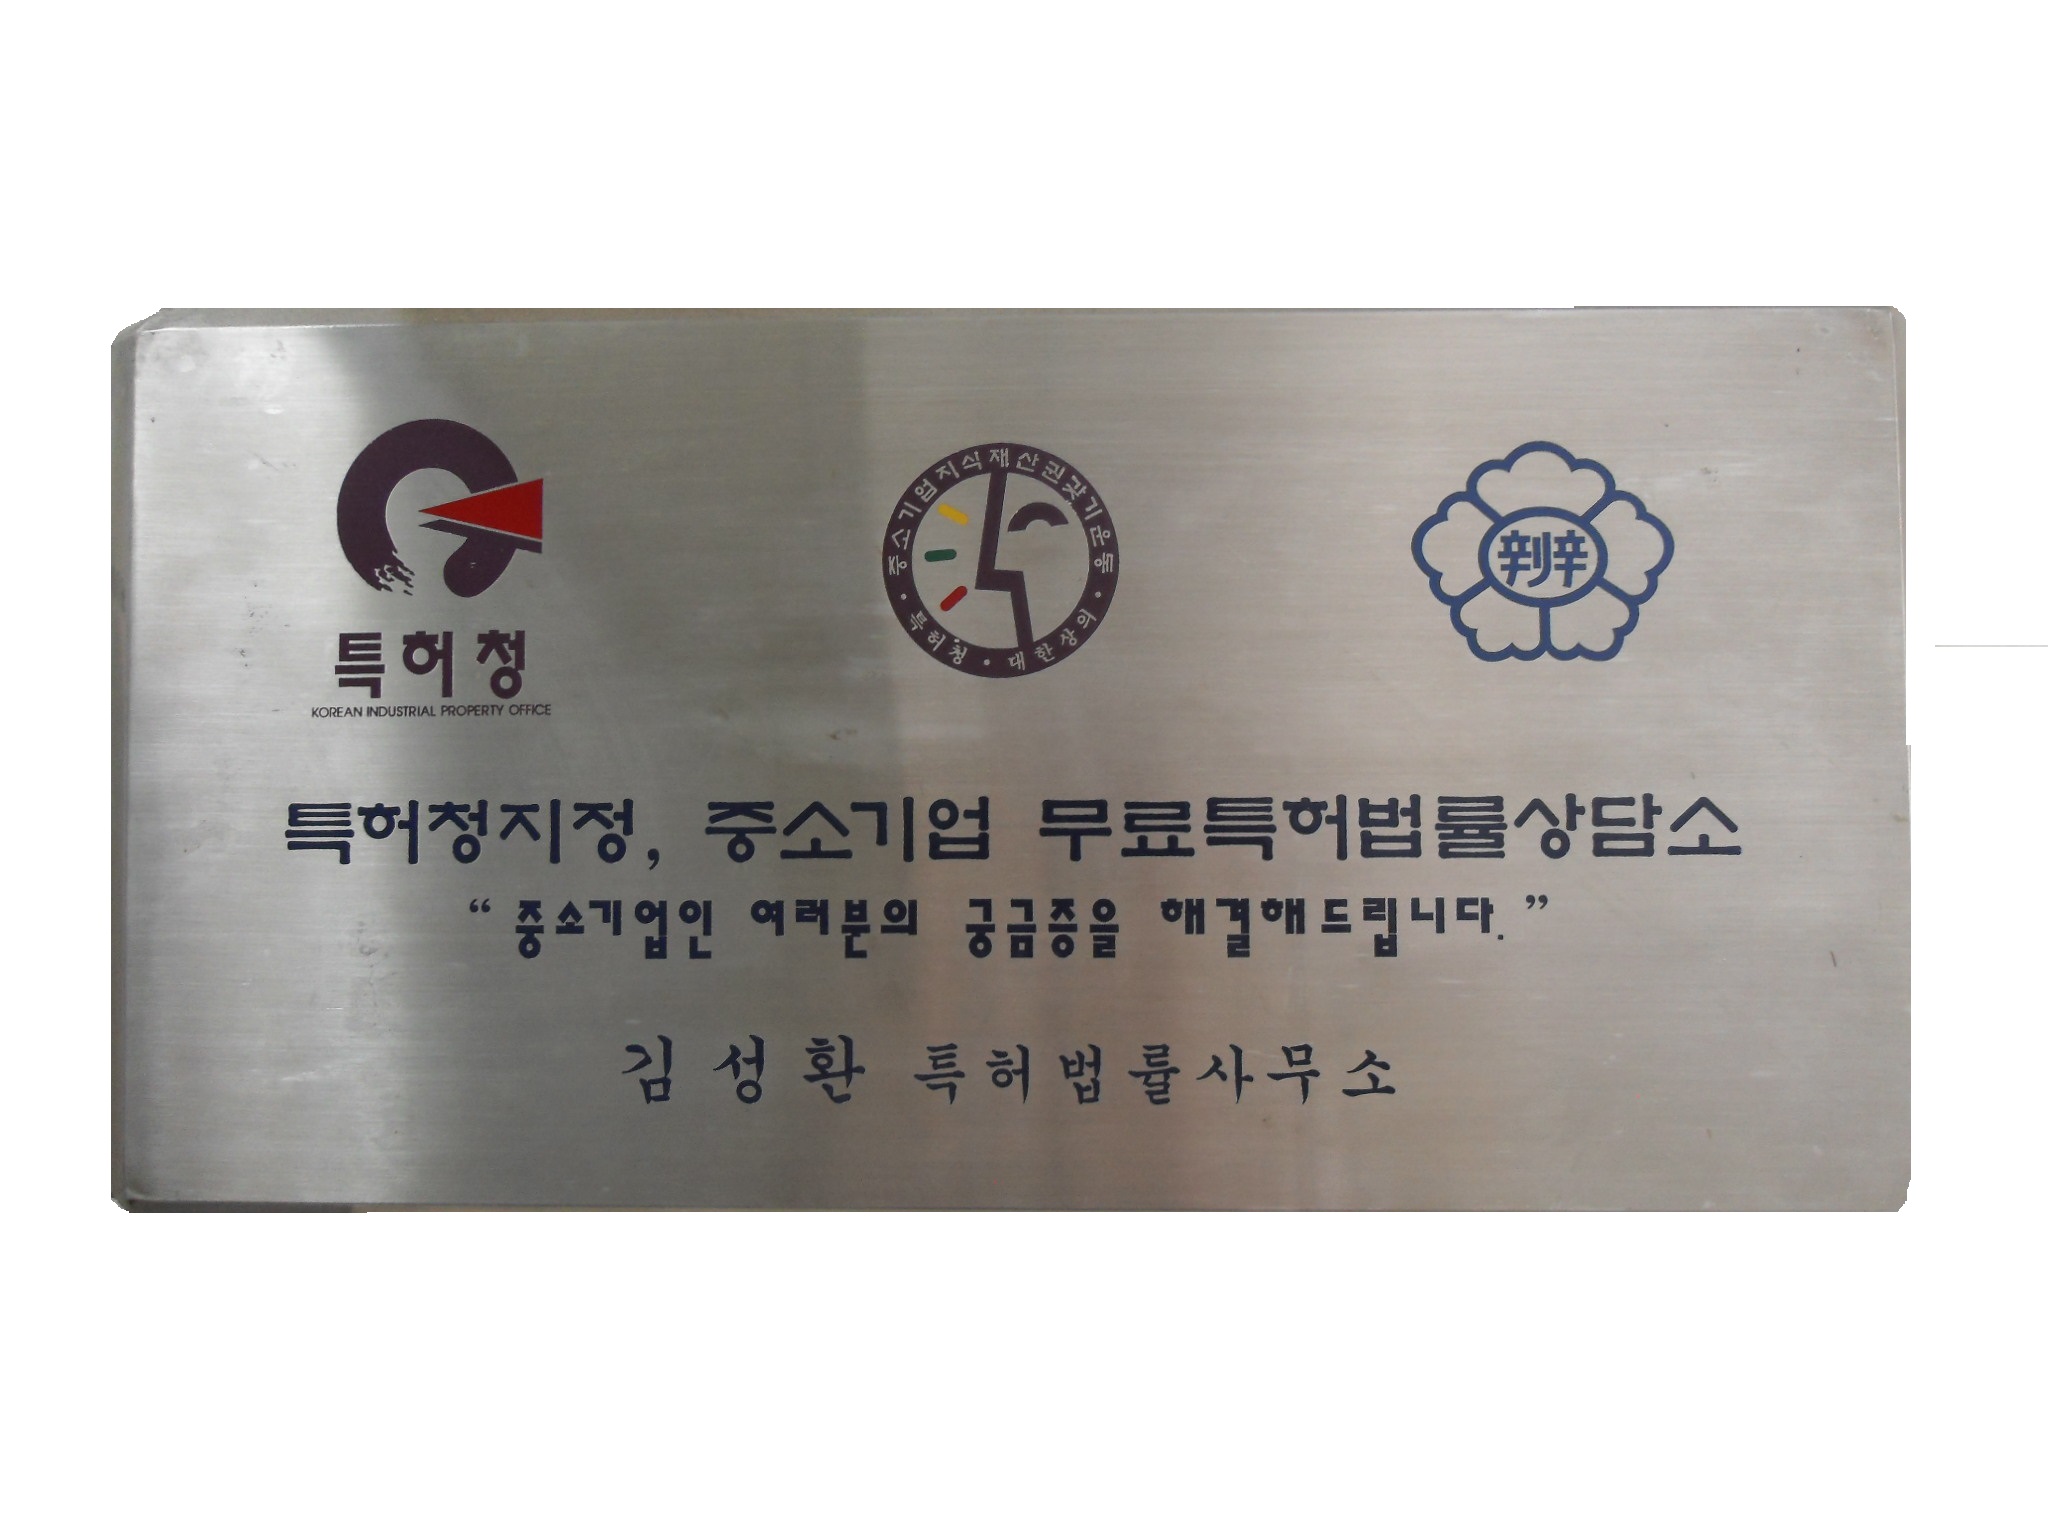 중소기업지식재산권갖기운동 · 특허청 · 대한상의
辨
특허청
KOREAN INDUSTRIAL PROPERTY OFFICE
특허청지정, 중소기업 무료특허법률상담소
“중소기업인 여러분의 궁금증을 해결해드립니다.”
김성환 특허법률사무소